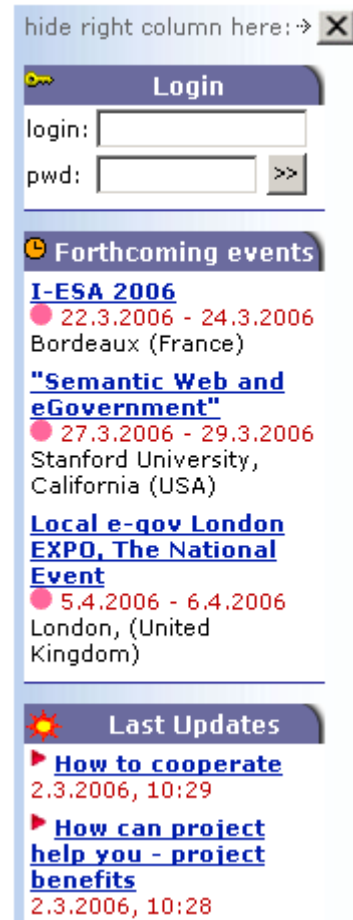 hide right column here:
Login
login:
pwd: >>
Forthcoming events
I-ESA 2006
22.3.2006 - 24.3.2006
Bordeaux (France)
"Semantic Web and
eGovernment"
27.3.2006 - 29.3.2006
Stanford University,
California (USA)
Local e-gov London
EXPO, The National
Event
5.4.2006 - 6.4.2006
London, (United
Kingdom)
Last Updates
How to cooperate
2.3.2006, 10:29
How can project
help you - project
benefits
2.3.2006, 10:28